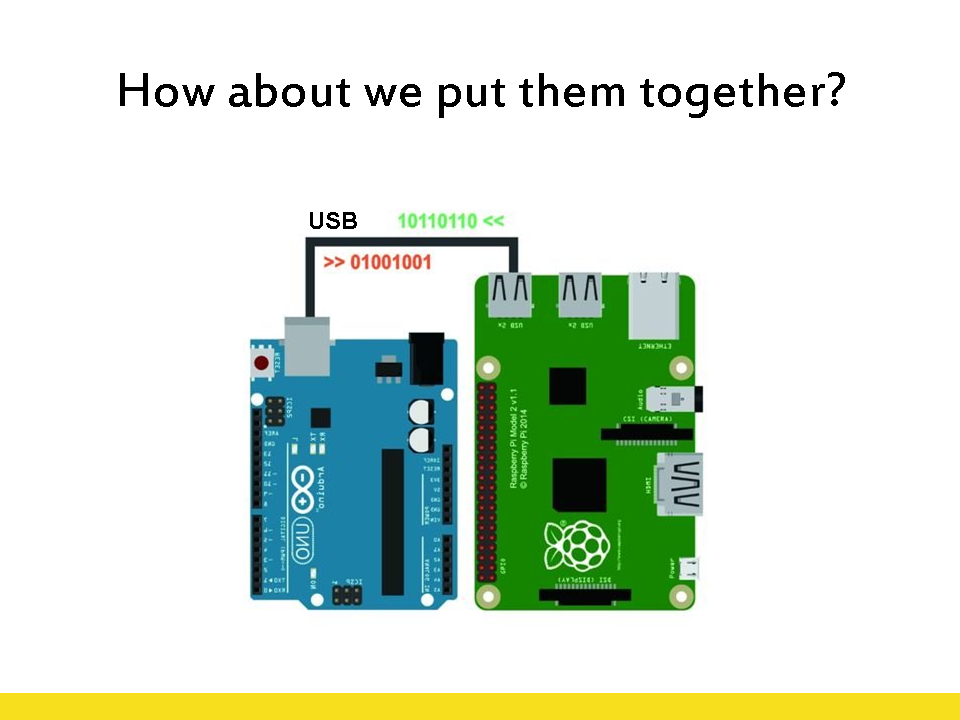 How about we put them together?
USB 10110110 <<
>> 01001001
USB 2x
USB 2x
ETHERNET
RESET
ICSP2
Audio
CSI (CAMERA)
AREF
GND
L
TX
RX
Raspberry Pi Model 2 v1.1
© Raspberry Pi 2014
IOREF
RESET
3V3
5V
GND
GND
VIN
POWER
HDMI
Arduino
UNO
DIGITAL (PWM=~)
ANALOG IN
A0
A1
A2
A3
A4
A5
TX0
RX0
ON
ICSP
GPIO
DSI (DISPLAY)
Power